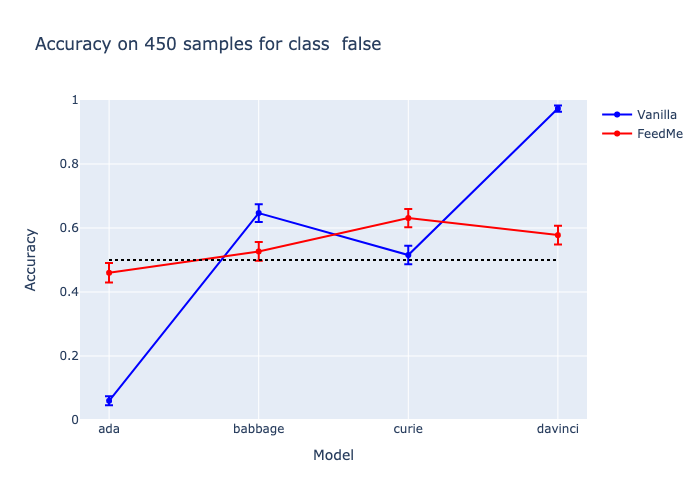 Accuracy on 450 samples for class  false
Vanilla
FeedMe
1
0.8
0.6
0.4
0.2
0
Accuracy
ada
babbage
curie
davinci
Model